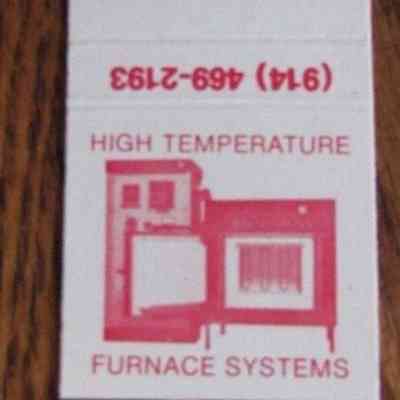 (914) 469-2193
HIGH TEMPERATURE
FURNACE SYSTEMS